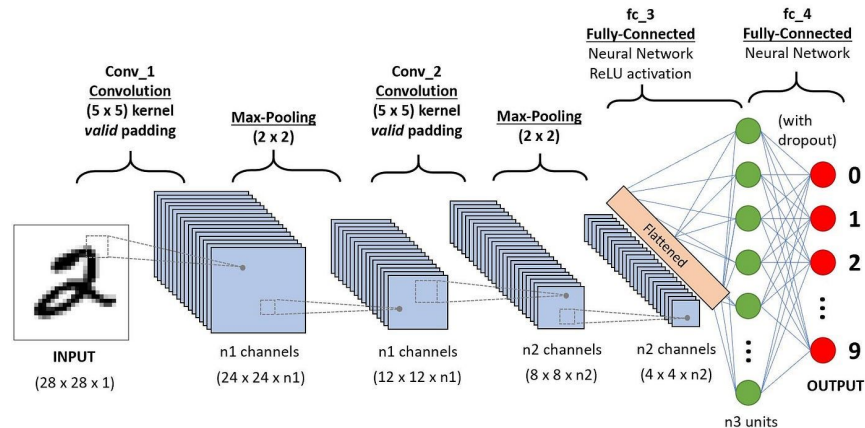 fc_3
Fully-Connected
Neural Network
ReLU activation
fc_4
Fully-Connected
Neural Network
Conv_1
Convolution
(5 x 5) kernel
valid padding
Max-Pooling
(2 x 2)
Conv_2
Convolution
(5 x 5) kernel
valid padding
Max-Pooling
(2 x 2)
(with
dropout)
Flattened
0
1
2
9
OUTPUT
INPUT
(28 x 28 x 1)
n1 channels
(24 x 24 x n1)
n1 channels
(12 x 12 x n1)
n2 channels
(8 x 8 x n2)
n2 channels
(4 x 4 x n2)
n3 units
2